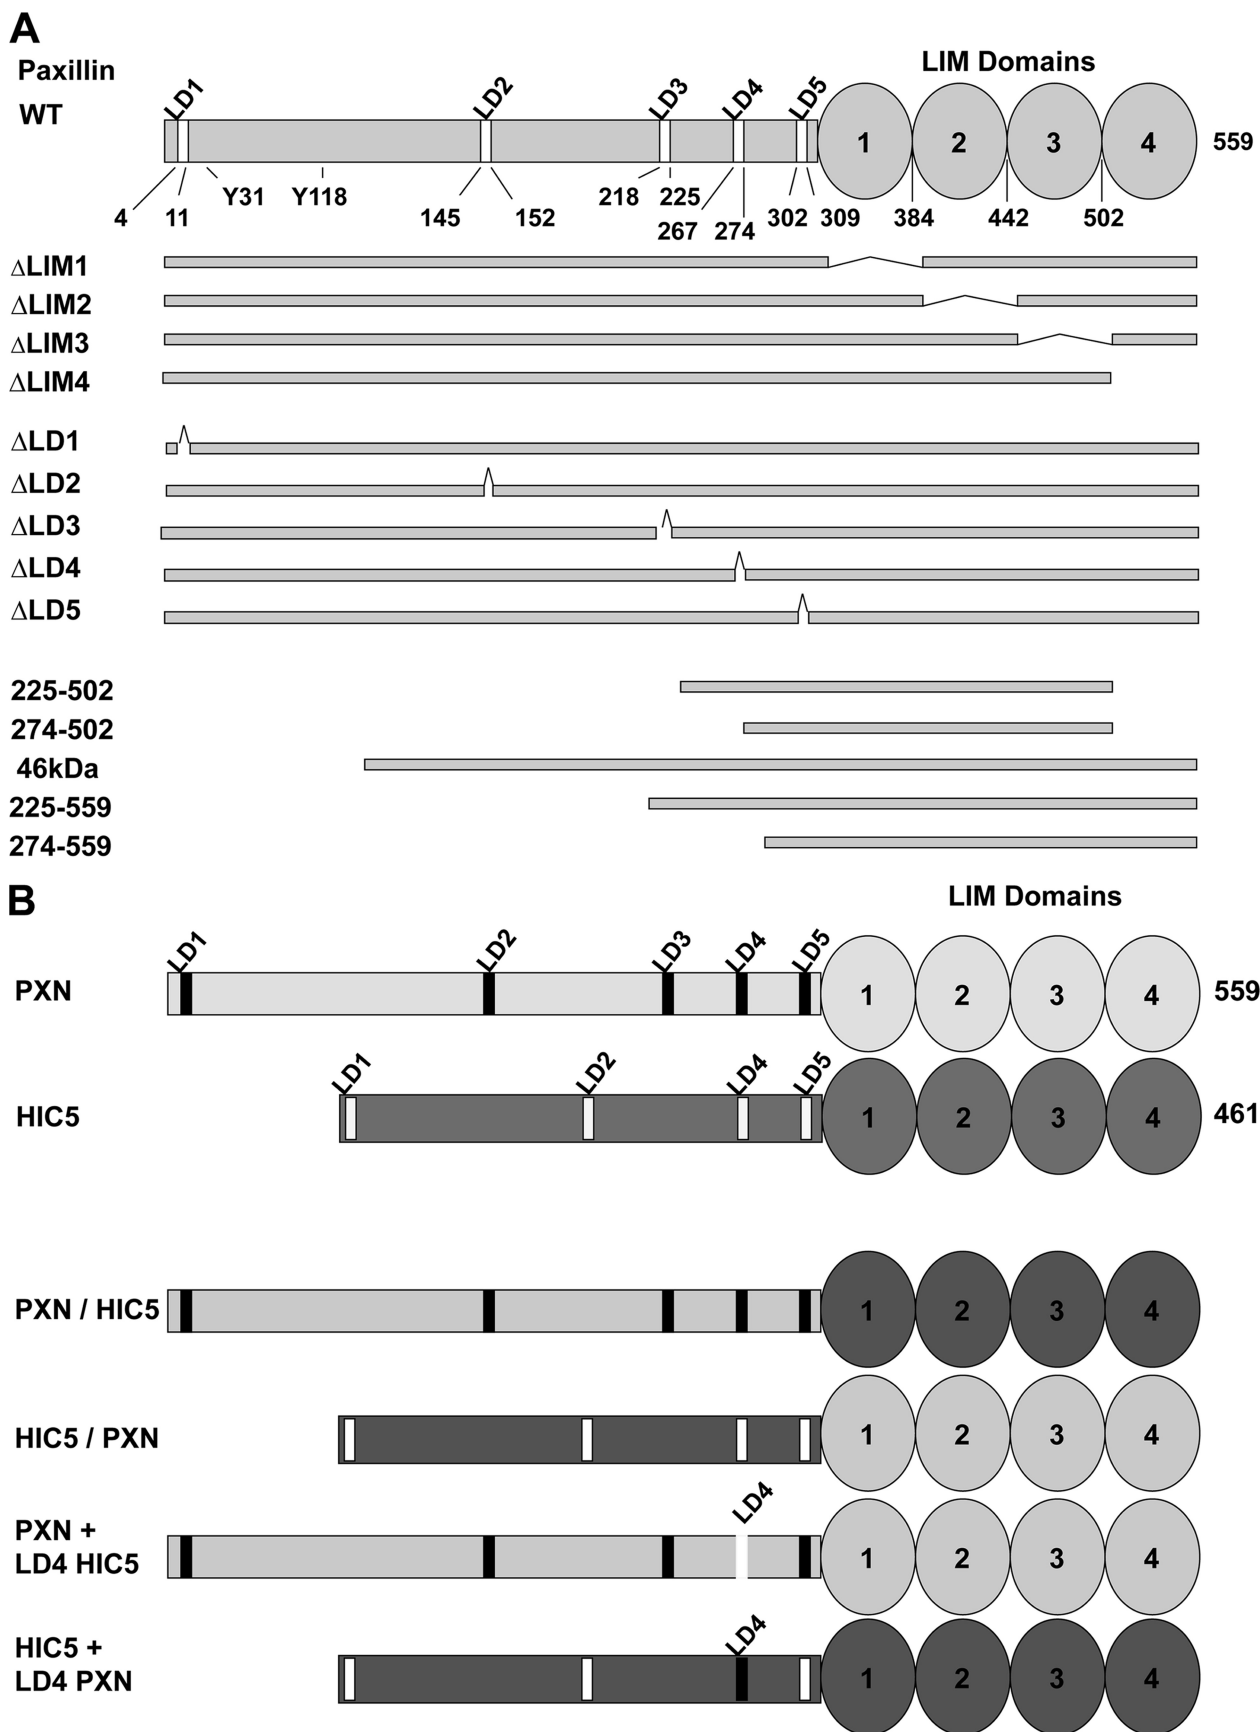 A
Paxillin
WT
LIM Domains
LD1 LD2 LD3 LD4 LD5
1 2 3 4 559
Y31 Y118 218 225
4 11 145 152 302 309 384 442 502
267 274
ΔLIM1
ΔLIM2
ΔLIM3
ΔLIM4
ΔLD1
ΔLD2
ΔLD3
ΔLD4
ΔLD5
225-502
274-502
46kDa
225-559
274-559
B
LIM Domains
LD1 LD2 LD3 LD4 LD5
PXN 1 2 3 4 559
LD1 LD2 LD4 LD5
HIC5 1 2 3 4 461
PXN / HIC5 1 2 3 4
HIC5 / PXN 1 2 3 4
LD4
PXN +
LD4 HIC5 1 2 3 4
LD4
HIC5 +
LD4 PXN 1 2 3 4